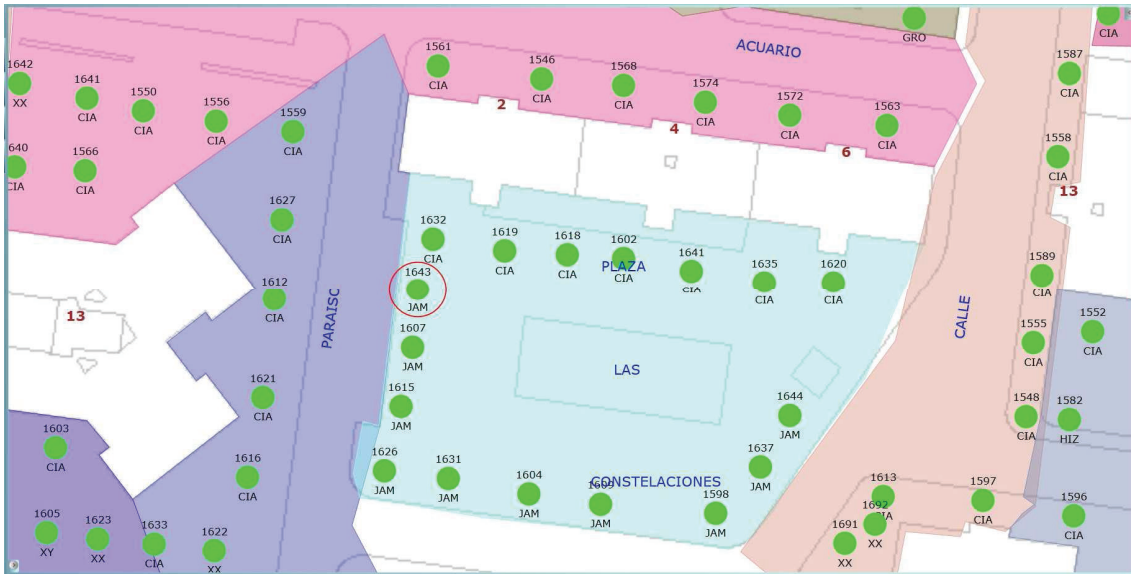 CIA
GRO
ACUARIO
1587
CIA
1561
CIA
1546
CIA
1568
CIA
1574
CIA
1572
CIA
1563
CIA
2
4
6
1642
XX
1641
CIA
1550
CIA
1556
CIA
1559
CIA
1558
CIA
13
640
CIA
1566
CIA
1627
CIA
1632
CIA
1619
CIA
1618
CIA
1602
CIA
PLAZA
1641
CIA
1635
CIA
1620
CIA
1589
CIA
1643
JAM
1612
CIA
13
PARAISC
CALLE
1607
JAM
1555
CIA
1552
CIA
LAS
1621
CIA
1615
JAM
1644
JAM
1548
CIA
1582
HIZ
1603
CIA
1616
CIA
1626
JAM
1631
JAM
1604
JAM
CONSTELACIONES
1609
JAM
1637
JAM
1598
JAM
1613
CIA
1597
CIA
1596
CIA
1605
XY
1623
XX
1633
CIA
1622
XX
1691
XX
1692
XX